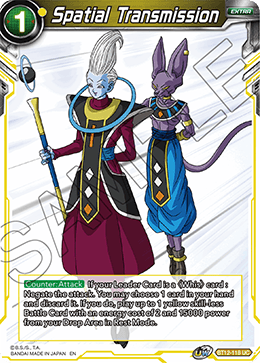 1
Spatial Transmission
EXTRA
SAMPLE
Counter:Attack If your Leader Card is a 《Whis》 card :
Negate the attack. You may choose 1 card in your hand
and discard it. If you do, play up to 1 yellow skill-less
Battle Card with an energy cost of 2 and 15000 power
from your Drop Area in Rest Mode.
©B.S./S., T.A.
BANDAI MADE IN JAPAN EN
BT12-118 UC